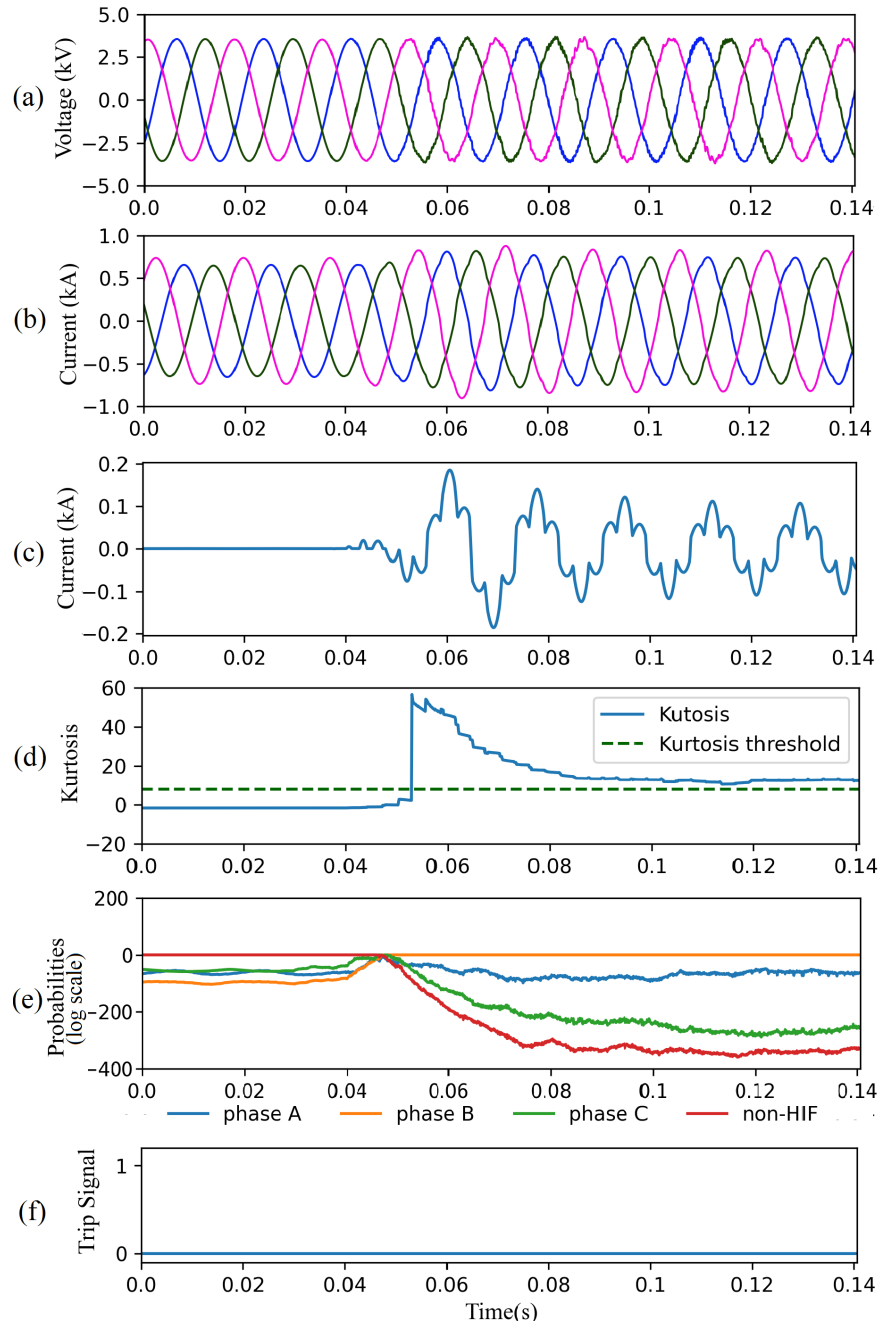 (a)
Voltage (kV)
5.0
2.5
0.0
−2.5
−5.0
0.0 0.02 0.04 0.06 0.08 0.1 0.12 0.14
(b)
Current (kA)
1.0
0.5
0.0
−0.5
−1.0
0.0 0.02 0.04 0.06 0.08 0.1 0.12 0.14
(c)
Current (kA)
0.2
0.1
0.0
−0.1
−0.2
0.0 0.02 0.04 0.06 0.08 0.1 0.12 0.14
(d)
Kurtosis
60
40
20
0
−20
Kutosis
Kurtosis threshold
0.0 0.02 0.04 0.06 0.08 0.1 0.12 0.14
(e)
Probabilities
(log scale)
200
0
−200
−400
0.0 0.02 0.04 0.06 0.08 0.1 0.12 0.14
phase A phase B phase C non-HIF
(f)
Trip Signal
1
0
0.0 0.02 0.04 0.06 0.08 0.1 0.12 0.14
Time(s)